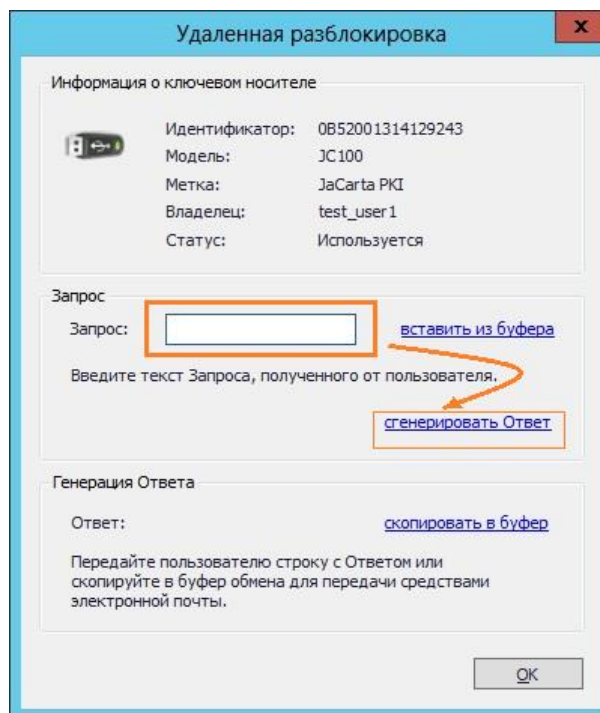 Удаленная разблокировка
x
Информация о ключевом носителе
Идентификатор: 0B52001314129243
Модель: JC100
Метка: JaCarta PKI
Владелец: test_user1
Статус: Используется
Запрос
Запрос: вставить из буфера
Введите текст Запроса, полученного от пользователя.
сгенерировать Ответ
Генерация Ответа
Ответ: скопировать в буфер
Передайте пользователю строку с Ответом или
скопируйте в буфер обмена для передачи средствами
электронной почты.
OK